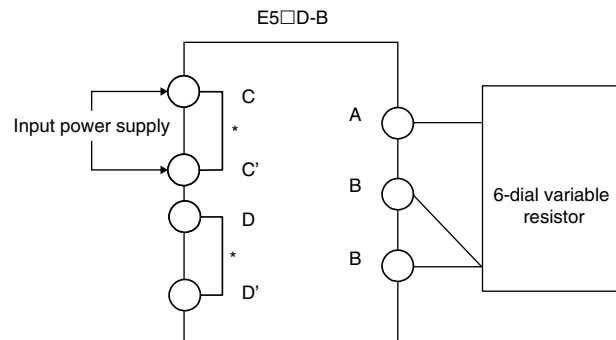 E5□D-B
C
Input power supply
*
C'
D
*
D'
A
B
B
6-dial variable
resistor